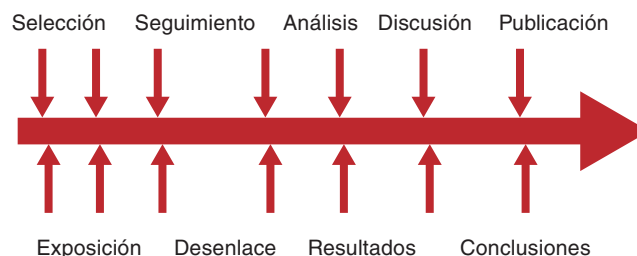 Selección Seguimiento Análisis Discusión Publicación
Exposición Desenlace Resultados Conclusiones